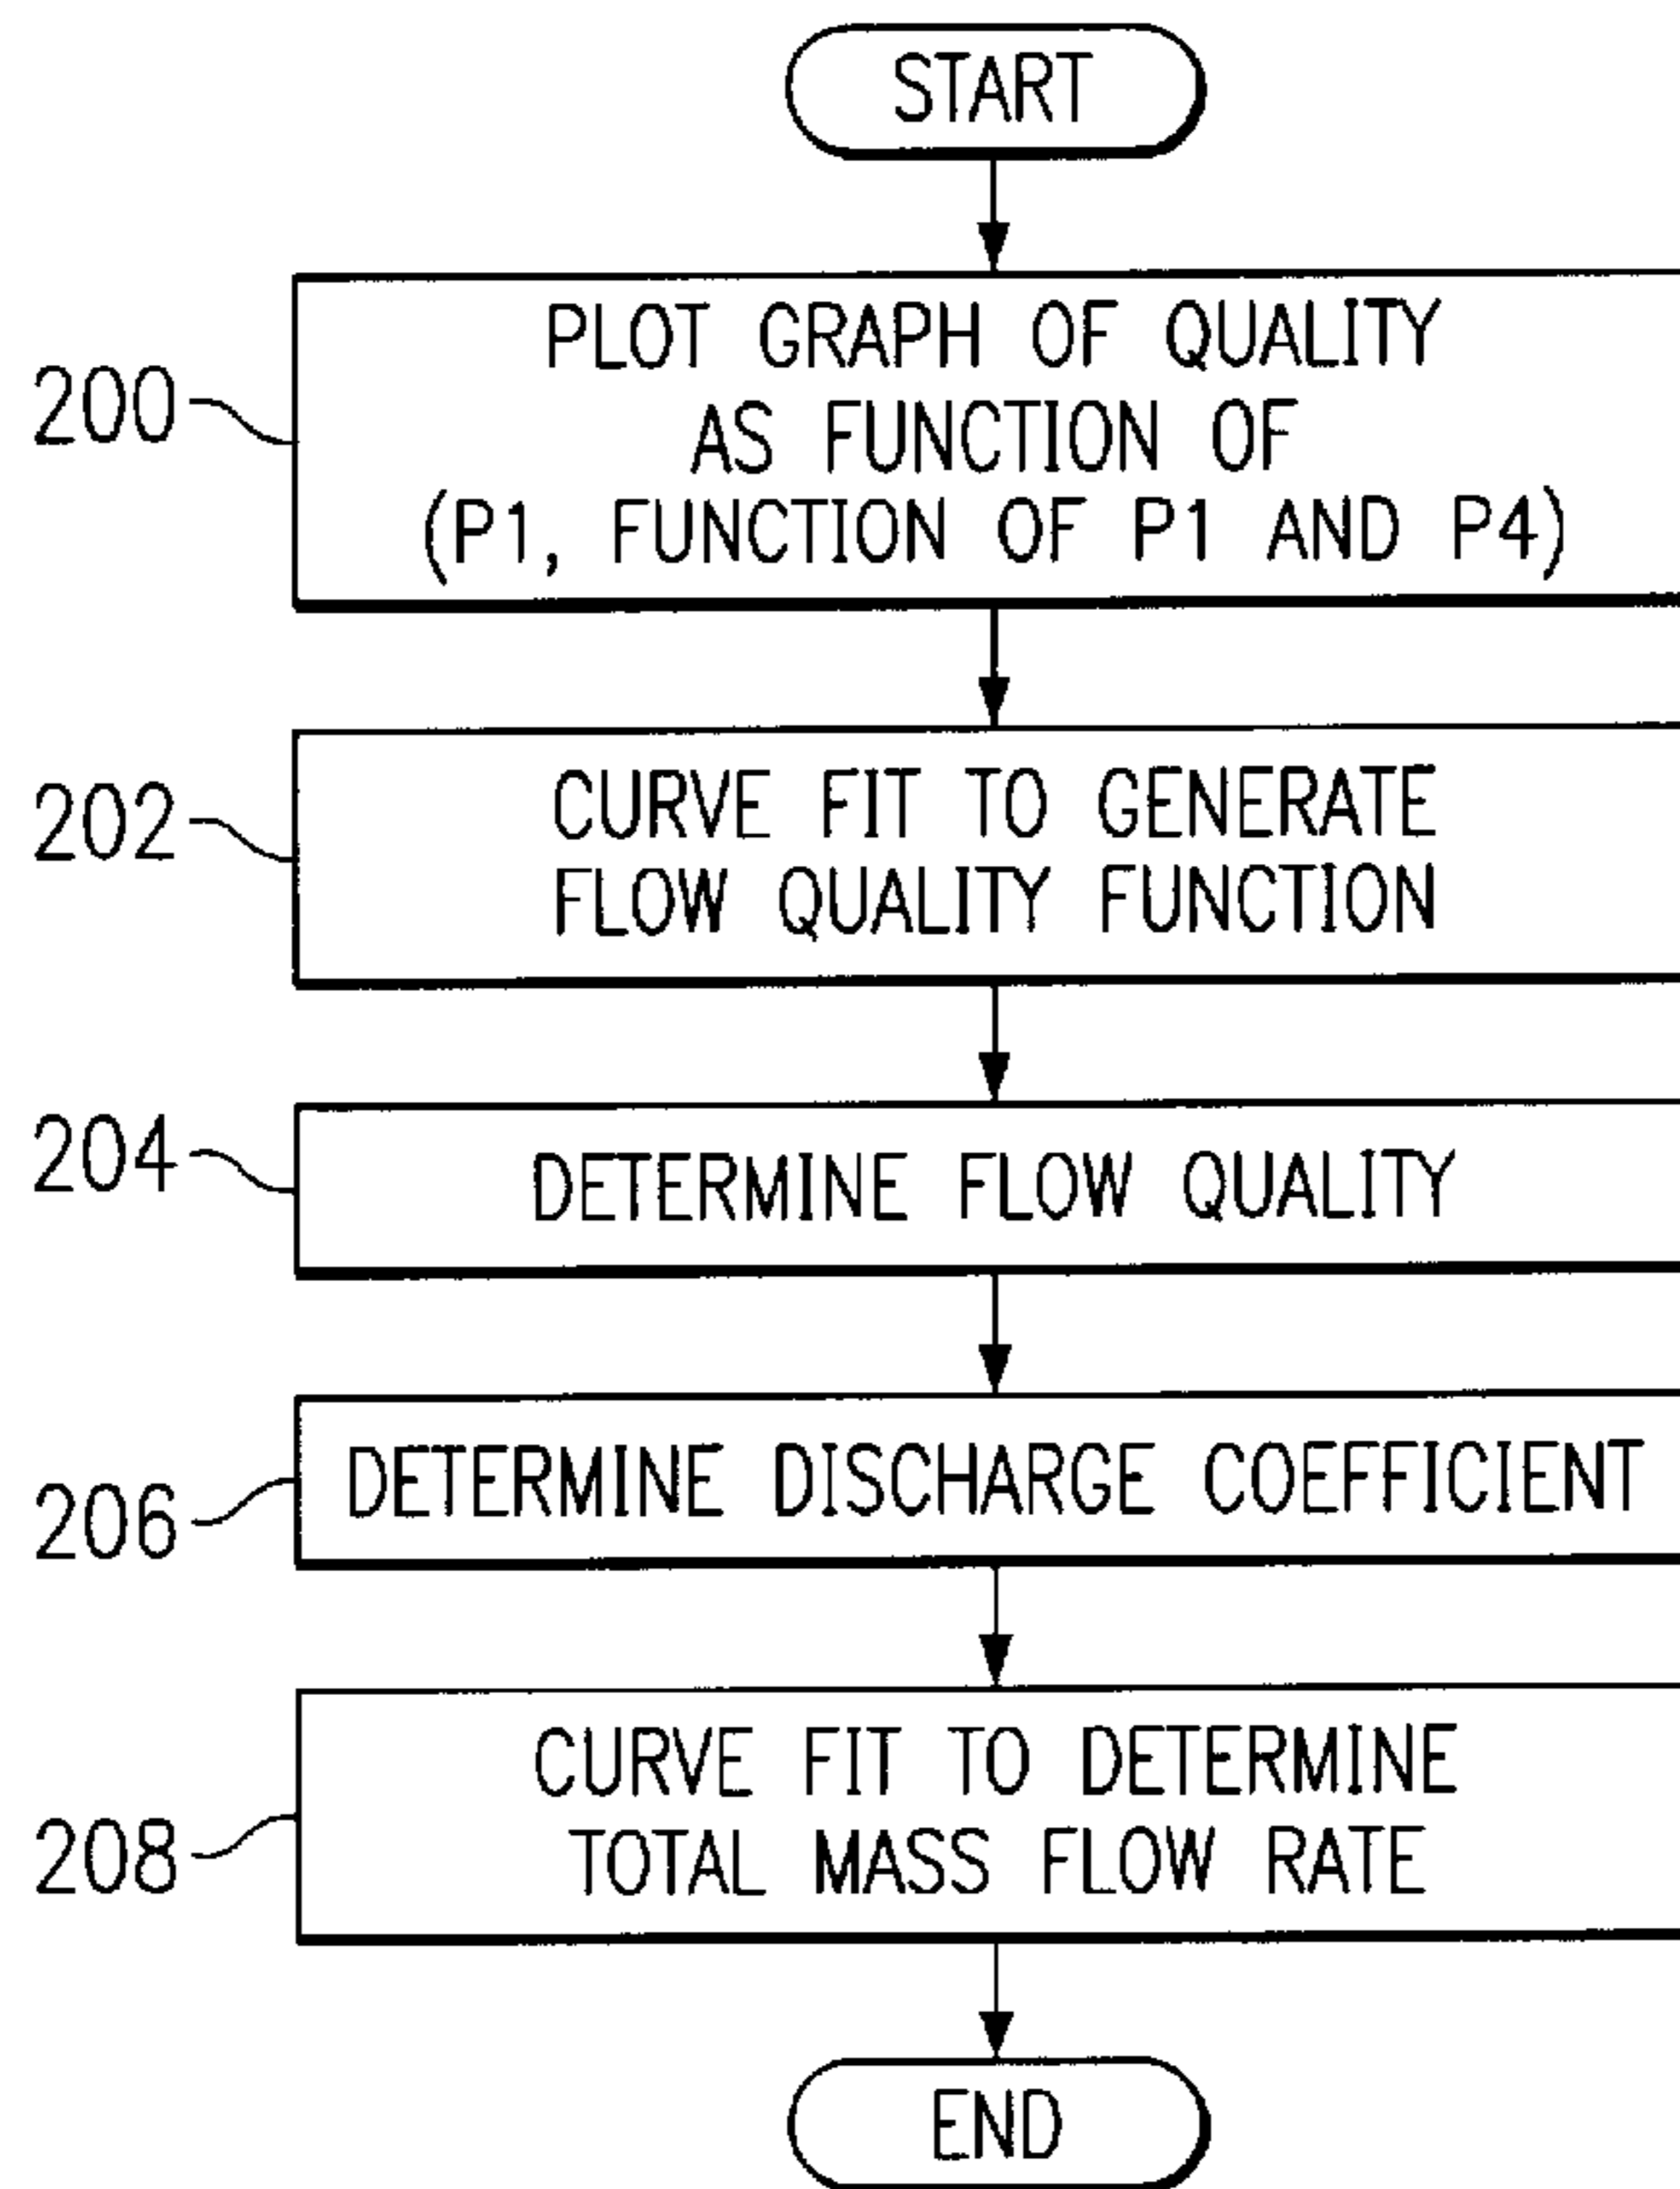 START
200
PLOT GRAPH OF QUALITY
AS FUNCTION OF
(P1, FUNCTION OF P1 AND P4)
202
CURVE FIT TO GENERATE
FLOW QUALITY FUNCTION
204
DETERMINE FLOW QUALITY
206
DETERMINE DISCHARGE COEFFICIENT
208
CURVE FIT TO DETERMINE
TOTAL MASS FLOW RATE
END